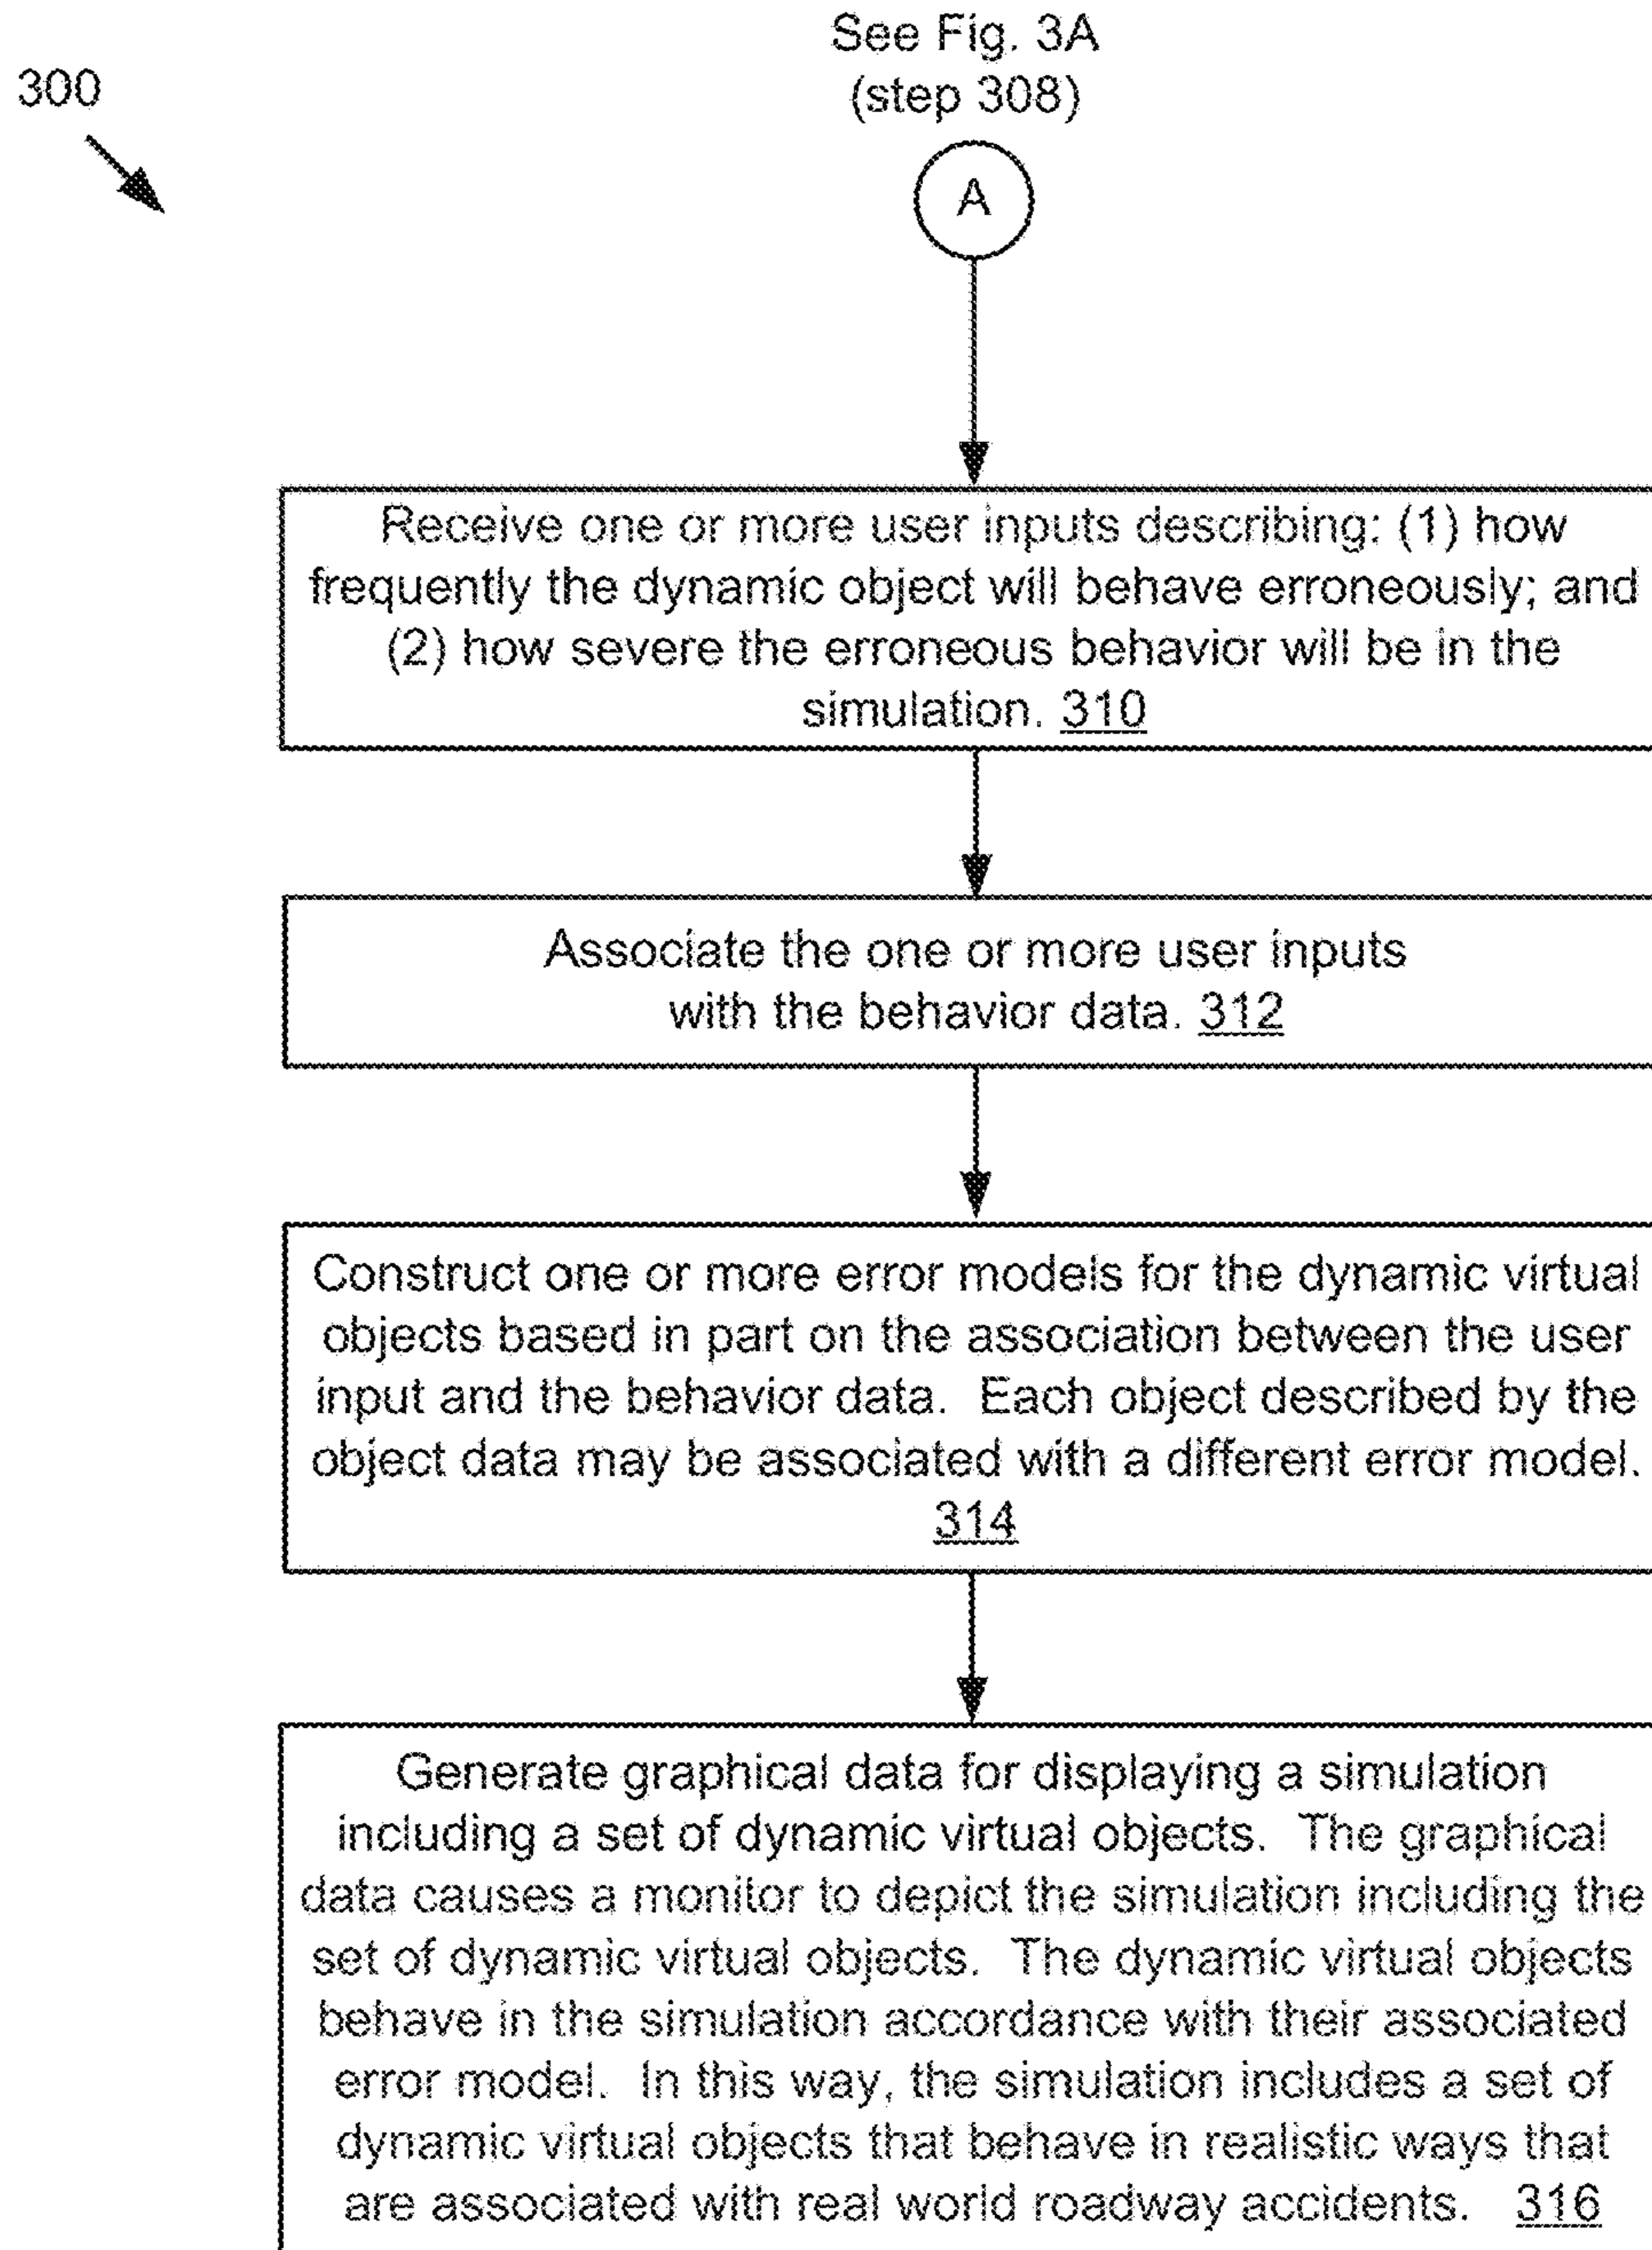 See Fig. 3A
(step 308)
300
A
Receive one or more user inputs describing: (1) how
frequently the dynamic object will behave erroneously; and
(2) how severe the erroneous behavior will be in the
simulation. 310
Associate the one or more user inputs
with the behavior data. 312
Construct one or more error models for the dynamic virtual
objects based in part on the association between the user
input and the behavior data.  Each object described by the
object data may be associated with a different error model.
314
Generate graphical data for displaying a simulation
including a set of dynamic virtual objects.  The graphical
data causes a monitor to depict the simulation including the
set of dynamic virtual objects.  The dynamic virtual objects
behave in the simulation accordance with their associated
error model.  In this way, the simulation includes a set of
dynamic virtual objects that behave in realistic ways that
are associated with real world roadway accidents.  316